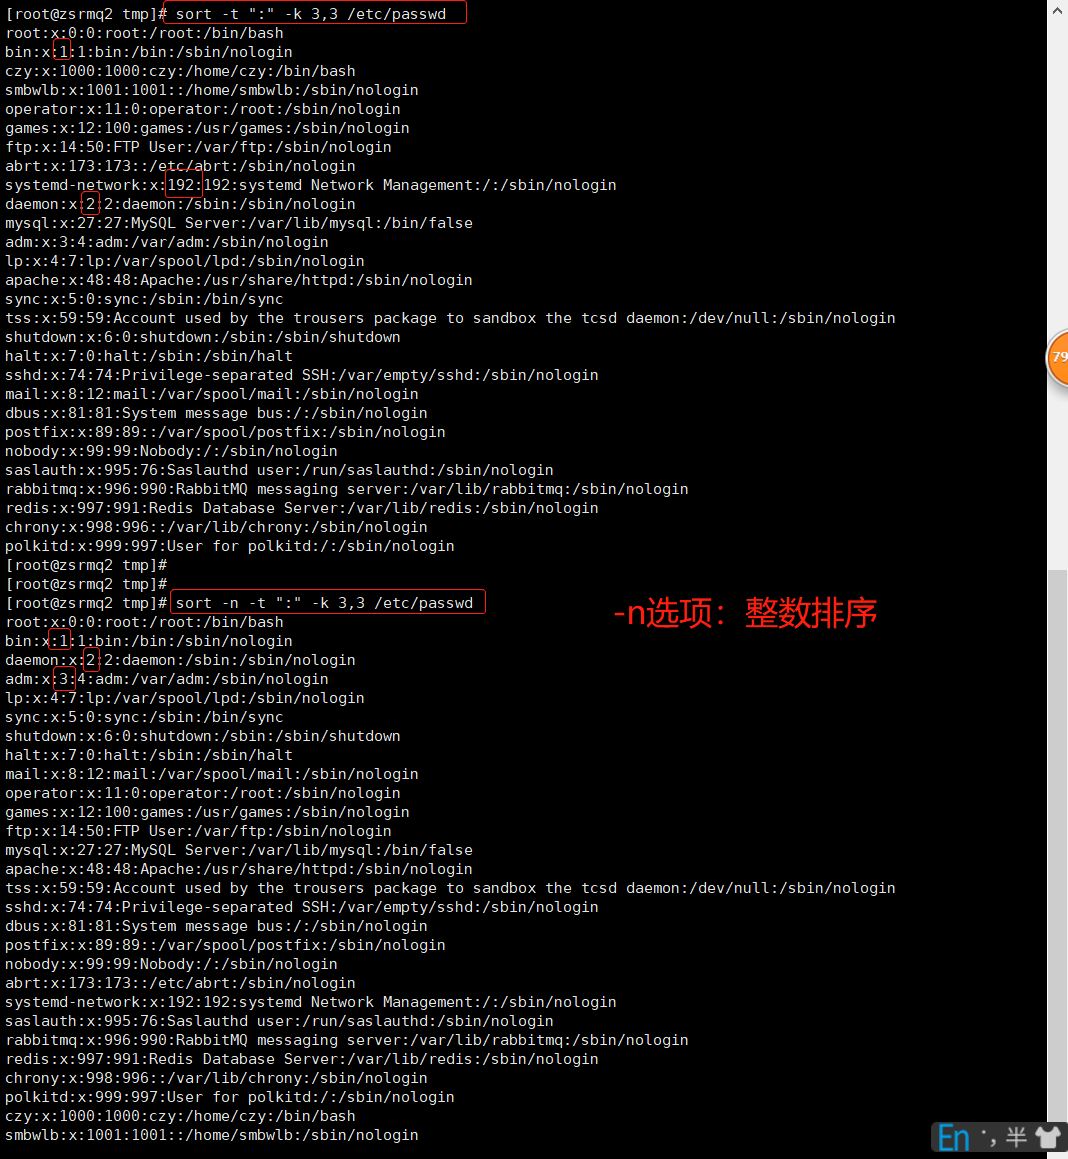 [root@zsrmq2 tmp]# sort -t ":" -k 3,3 /etc/passwd
root:x:0:0:root:/root:/bin/bash
bin:x:1:1:bin:/bin:/sbin/nologin
czy:x:1000:1000:czy:/home/czy:/bin/bash
smbwlb:x:1001:1001::/home/smbwlb:/sbin/nologin
operator:x:11:0:operator:/root:/sbin/nologin
games:x:12:100:games:/usr/games:/sbin/nologin
ftp:x:14:50:FTP User:/var/ftp:/sbin/nologin
abrt:x:173:173::/etc/abrt:/sbin/nologin
systemd-network:x:192:192:systemd Network Management:/:/sbin/nologin
daemon:x:2:2:daemon:/sbin:/sbin/nologin
mysql:x:27:27:MySQL Server:/var/lib/mysql:/bin/false
adm:x:3:4:adm:/var/adm:/sbin/nologin
lp:x:4:7:lp:/var/spool/lpd:/sbin/nologin
apache:x:48:48:Apache:/usr/share/httpd:/sbin/nologin
sync:x:5:0:sync:/sbin:/bin/sync
tss:x:59:59:Account used by the trousers package to sandbox the tcsd daemon:/dev/null:/sbin/nologin
shutdown:x:6:0:shutdown:/sbin:/sbin/shutdown
halt:x:7:0:halt:/sbin:/sbin/halt
sshd:x:74:74:Privilege-separated SSH:/var/empty/sshd:/sbin/nologin
79
mail:x:8:12:mail:/var/spool/mail:/sbin/nologin
dbus:x:81:81:System message bus:/:/sbin/nologin
postfix:x:89:89::/var/spool/postfix:/sbin/nologin
nobody:x:99:99:Nobody:/:/sbin/nologin
saslauth:x:995:76:Saslauthd user:/run/saslauthd:/sbin/nologin
rabbitmq:x:996:990:RabbitMQ messaging server:/var/lib/rabbitmq:/sbin/nologin
redis:x:997:991:Redis Database Server:/var/lib/redis:/sbin/nologin
chrony:x:998:996::/var/lib/chrony:/sbin/nologin
polkitd:x:999:997:User for polkitd:/:/sbin/nologin
[root@zsrmq2 tmp]#
[root@zsrmq2 tmp]#
[root@zsrmq2 tmp]# sort -n -t ":" -k 3,3 /etc/passwd
-n选项：整数排序
root:x:0:0:root:/root:/bin/bash
bin:x:1:1:bin:/bin:/sbin/nologin
daemon:x:2:2:daemon:/sbin:/sbin/nologin
adm:x:3:4:adm:/var/adm:/sbin/nologin
lp:x:4:7:lp:/var/spool/lpd:/sbin/nologin
sync:x:5:0:sync:/sbin:/bin/sync
shutdown:x:6:0:shutdown:/sbin:/sbin/shutdown
halt:x:7:0:halt:/sbin:/sbin/halt
mail:x:8:12:mail:/var/spool/mail:/sbin/nologin
operator:x:11:0:operator:/root:/sbin/nologin
games:x:12:100:games:/usr/games:/sbin/nologin
ftp:x:14:50:FTP User:/var/ftp:/sbin/nologin
mysql:x:27:27:MySQL Server:/var/lib/mysql:/bin/false
apache:x:48:48:Apache:/usr/share/httpd:/sbin/nologin
tss:x:59:59:Account used by the trousers package to sandbox the tcsd daemon:/dev/null:/sbin/nologin
sshd:x:74:74:Privilege-separated SSH:/var/empty/sshd:/sbin/nologin
dbus:x:81:81:System message bus:/:/sbin/nologin
postfix:x:89:89::/var/spool/postfix:/sbin/nologin
nobody:x:99:99:Nobody:/:/sbin/nologin
abrt:x:173:173::/etc/abrt:/sbin/nologin
systemd-network:x:192:192:systemd Network Management:/:/sbin/nologin
saslauth:x:995:76:Saslauthd user:/run/saslauthd:/sbin/nologin
rabbitmq:x:996:990:RabbitMQ messaging server:/var/lib/rabbitmq:/sbin/nologin
redis:x:997:991:Redis Database Server:/var/lib/redis:/sbin/nologin
chrony:x:998:996::/var/lib/chrony:/sbin/nologin
polkitd:x:999:997:User for polkitd:/:/sbin/nologin
czy:x:1000:1000:czy:/home/czy:/bin/bash
smbwlb:x:1001:1001::/home/smbwlb:/sbin/nologin
En ･, 半